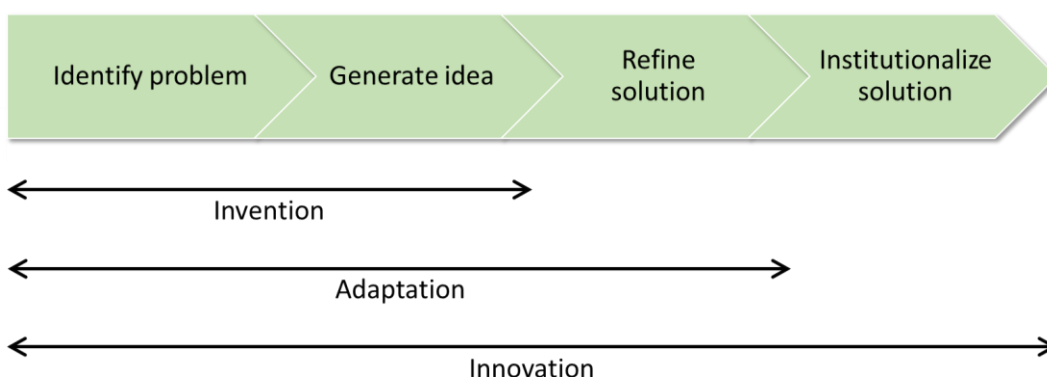 Identify problem
Generate idea
Refine
solution
Institutionalize
solution
Invention
Adaptation
Innovation